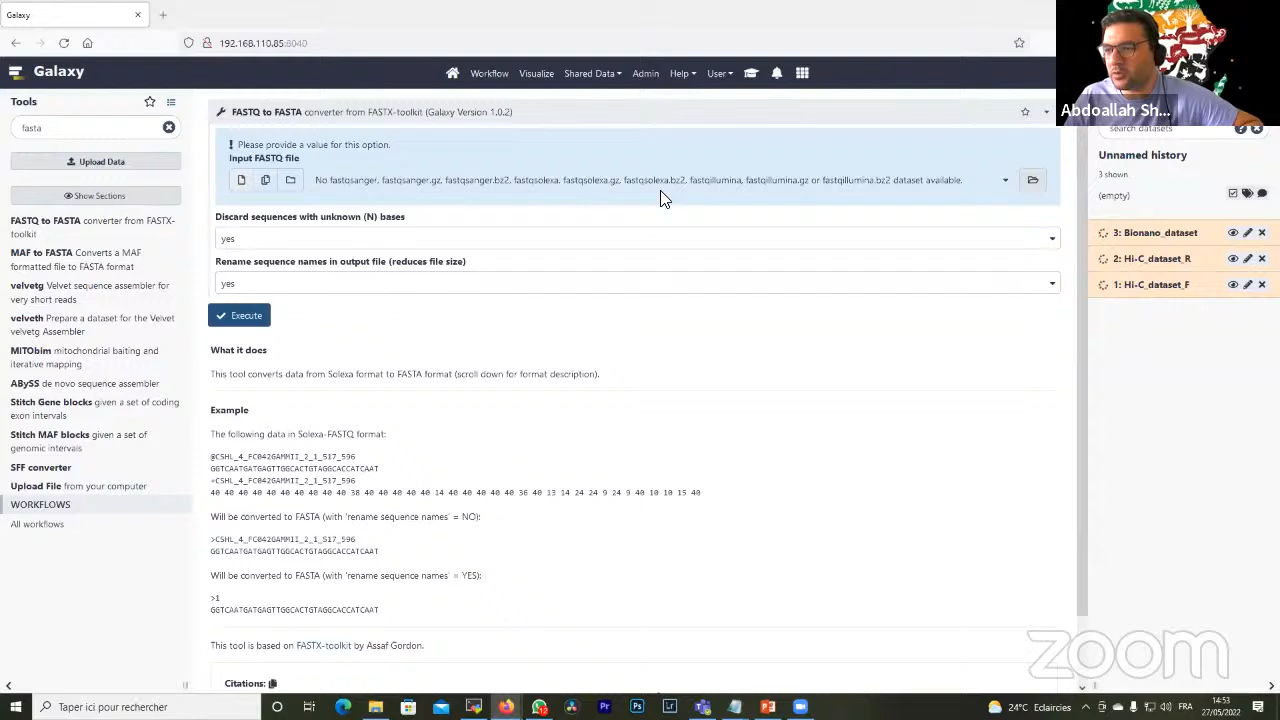 Galaxy
192.168.110.85:8040
Galaxy
Workflow Visualize Shared Data Admin Help User
Abdoallah Sh...
Tools
fasta
Upload Data
Show Sections
FASTQ to FASTA converter from FASTX-
toolkit
MAF to FASTA Converts a MAF
formatted file to FASTA format
velvetg Velvet sequence assembler for
very short reads
velveth Prepare a dataset for the Velvet
velvetg Assembler
MITObim mitochondrial baiting and
iterative mapping
ABySS de novo sequence assembler
Stitch Gene blocks given a set of coding
exon intervals
Stitch MAF blocks given a set of
genomic intervals
SFF converter
Upload File from your computer
WORKFLOWS
All workflows
FASTQ to FASTA converter from FASTX-toolkit (Galaxy Version 1.0.2)
Please provide a value for this option.
Input FASTQ file
No fastqsanger, fastqsanger.gz, fastqsanger.bz2, fastqsolexa, fastqsolexa.gz, fastqsolexa.bz2, fastqillumina, fastqillumina.gz or fastqillumina.bz2 dataset available.
Discard sequences with unknown (N) bases
yes
Rename sequence names in output file (reduces file size)
yes
Execute
What it does
This tool converts data from Solexa format to FASTA format (scroll down for format description).
Example
The following data in Solexa-FASTQ format:
@CSHL_4_FC042GAMMII_2_1_517_596
GGTCAATGATGAGTTGGCACTGTAGGCACCATCAAT
+CSHL_4_FC042GAMMII_2_1_517_596
40 40 40 40 40 40 40 40 40 40 38 40 40 40 40 40 14 40 40 40 40 40 36 40 13 14 24 24 9 24 9 40 10 10 15 40
Will be converted to FASTA (with 'rename sequence names' = NO):
>CSHL_4_FC042GAMMII_2_1_517_596
GGTCAATGATGAGTTGGCACTGTAGGCACCATCAAT
Will be converted to FASTA (with 'rename sequence names' = YES):
>1
GGTCAATGATGAGTTGGCACTGTAGGCACCATCAAT
This tool is based on FASTX-toolkit by Assaf Gordon.
Citations:
search datasets
Unnamed history
3 shown
(empty)
3: Bionano_dataset
2: Hi-C_dataset_R
1: Hi-C_dataset_F
zoom
Taper ici pour rechercher
12
24°C Eclaircies
14:53
27/05/2022